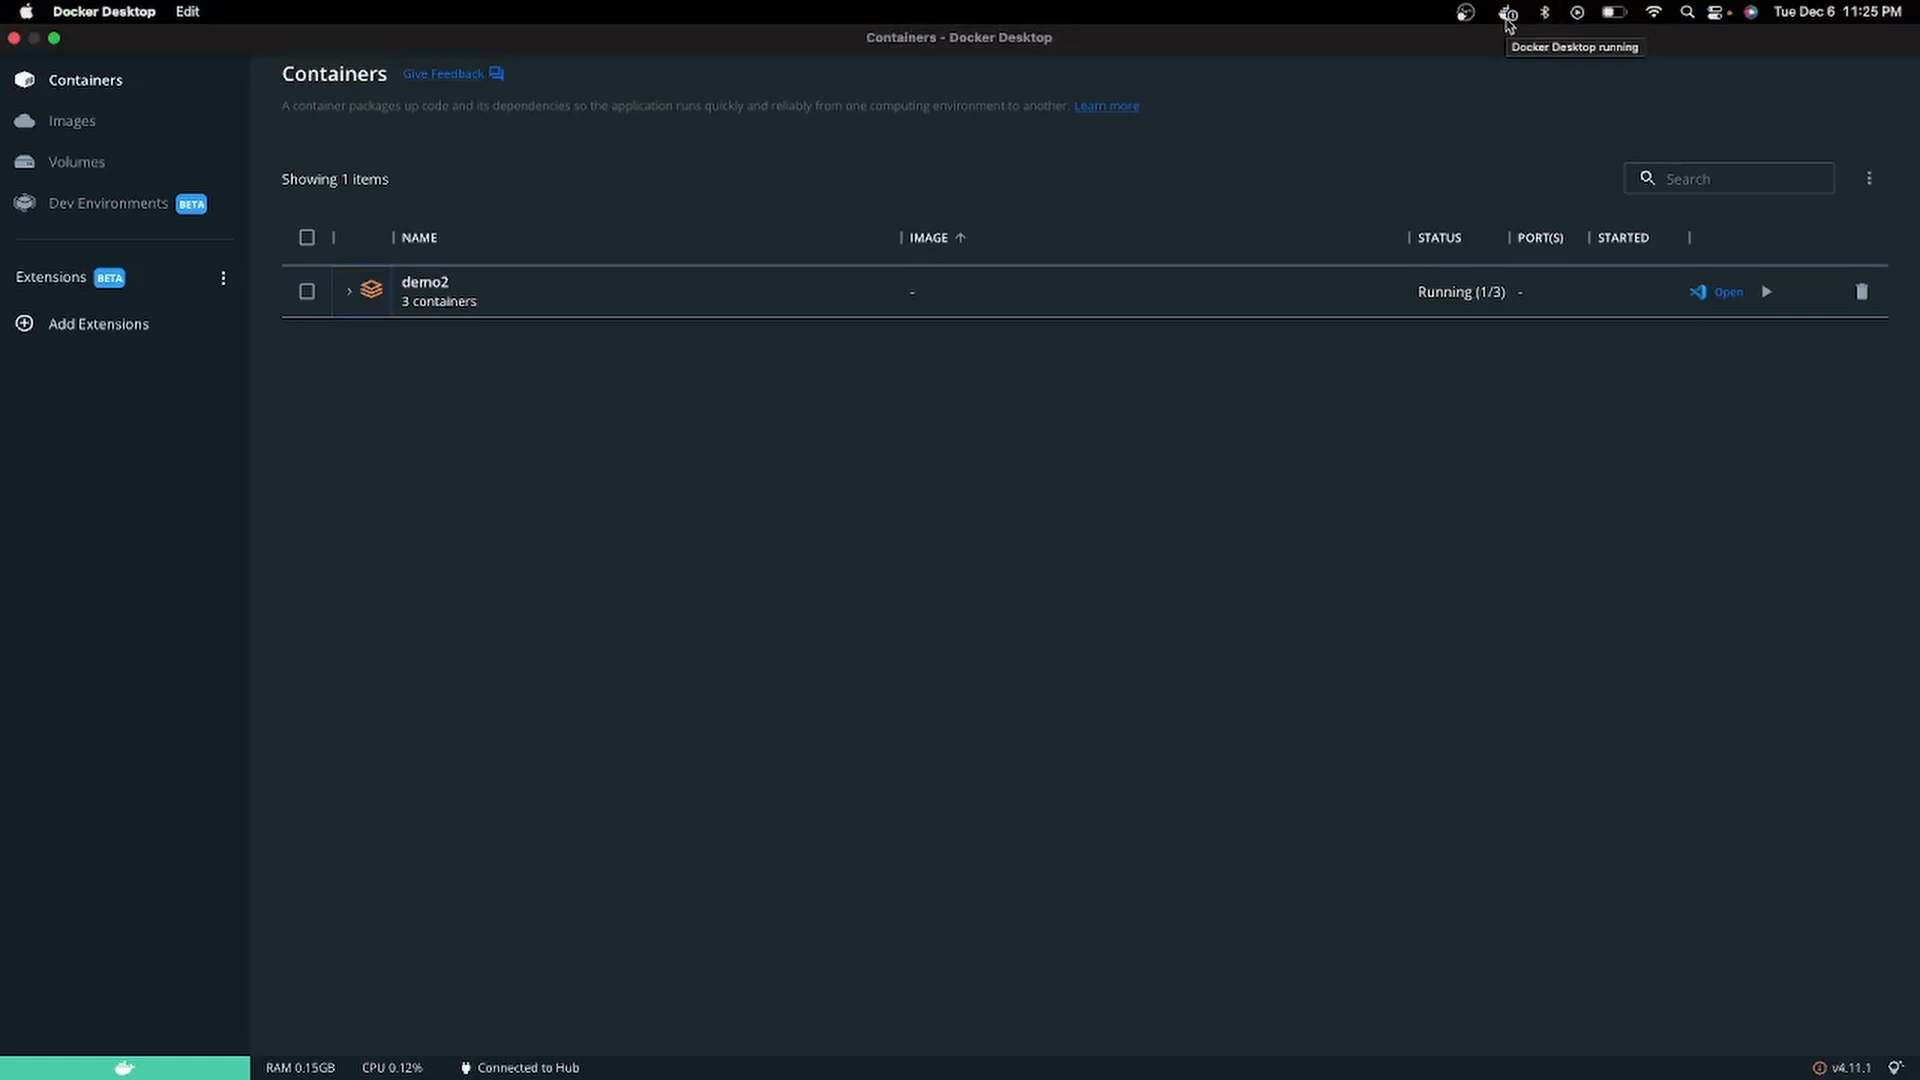 Docker Desktop Edit Tue Dec 6 11:25 PM
Containers - Docker Desktop
Docker Desktop running
Containers
Images
Volumes
Dev Environments BETA
Extensions BETA
Add Extensions
Containers Give Feedback
A container packages up code and its dependencies so the application runs quickly and reliably from one computing environment to another. Learn more
Showing 1 items
Search
NAME IMAGE ↑ STATUS PORT(S) STARTED
demo2
3 containers
- Running (1/3) - Open
RAM 0.15GB CPU 0.12% Connected to Hub v4.11.1